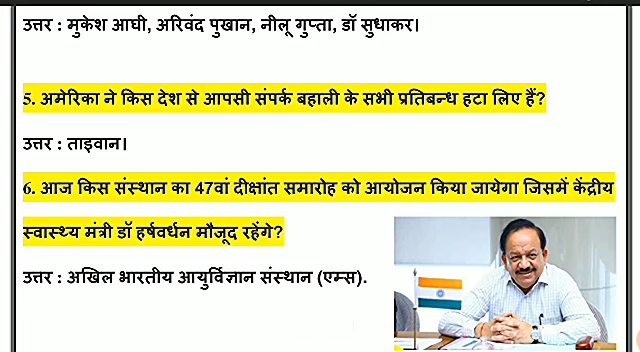 उत्तर : मुकेश आघी, अरिवंद पुखान, नीलू गुप्ता, डॉ सुधाकर।
5. अमेरिका ने किस देश से आपसी संपर्क बहाली के सभी प्रतिबन्ध हटा लिए हैं?
उत्तर : ताइवान।
6. आज किस संस्थान का 47वां दीक्षांत समारोह को आयोजन किया जायेगा जिसमें केंद्रीय
स्वास्थ्य मंत्री डॉ हर्षवर्धन मौजूद रहेंगे?
उत्तर : अखिल भारतीय आयुर्विज्ञान संस्थान (एम्स).